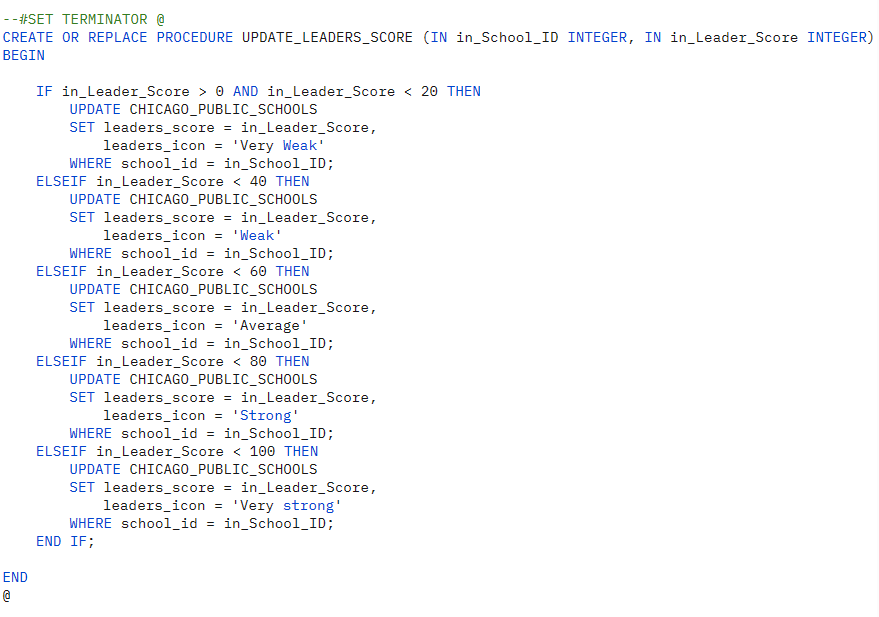 --#SET TERMINATOR @
CREATE OR REPLACE PROCEDURE UPDATE_LEADERS_SCORE (IN in_School_ID INTEGER, IN in_Leader_Score INTEGER)
BEGIN
IF in_Leader_Score > 0 AND in_Leader_Score < 20 THEN
UPDATE CHICAGO_PUBLIC_SCHOOLS
SET leaders_score = in_Leader_Score,
leaders_icon = 'Very Weak'
WHERE school_id = in_School_ID;
ELSEIF in_Leader_Score < 40 THEN
UPDATE CHICAGO_PUBLIC_SCHOOLS
SET leaders_score = in_Leader_Score,
leaders_icon = 'Weak'
WHERE school_id = in_School_ID;
ELSEIF in_Leader_Score < 60 THEN
UPDATE CHICAGO_PUBLIC_SCHOOLS
SET leaders_score = in_Leader_Score,
leaders_icon = 'Average'
WHERE school_id = in_School_ID;
ELSEIF in_Leader_Score < 80 THEN
UPDATE CHICAGO_PUBLIC_SCHOOLS
SET leaders_score = in_Leader_Score,
leaders_icon = 'Strong'
WHERE school_id = in_School_ID;
ELSEIF in_Leader_Score < 100 THEN
UPDATE CHICAGO_PUBLIC_SCHOOLS
SET leaders_score = in_Leader_Score,
leaders_icon = 'Very strong'
WHERE school_id = in_School_ID;
END IF;
END
@